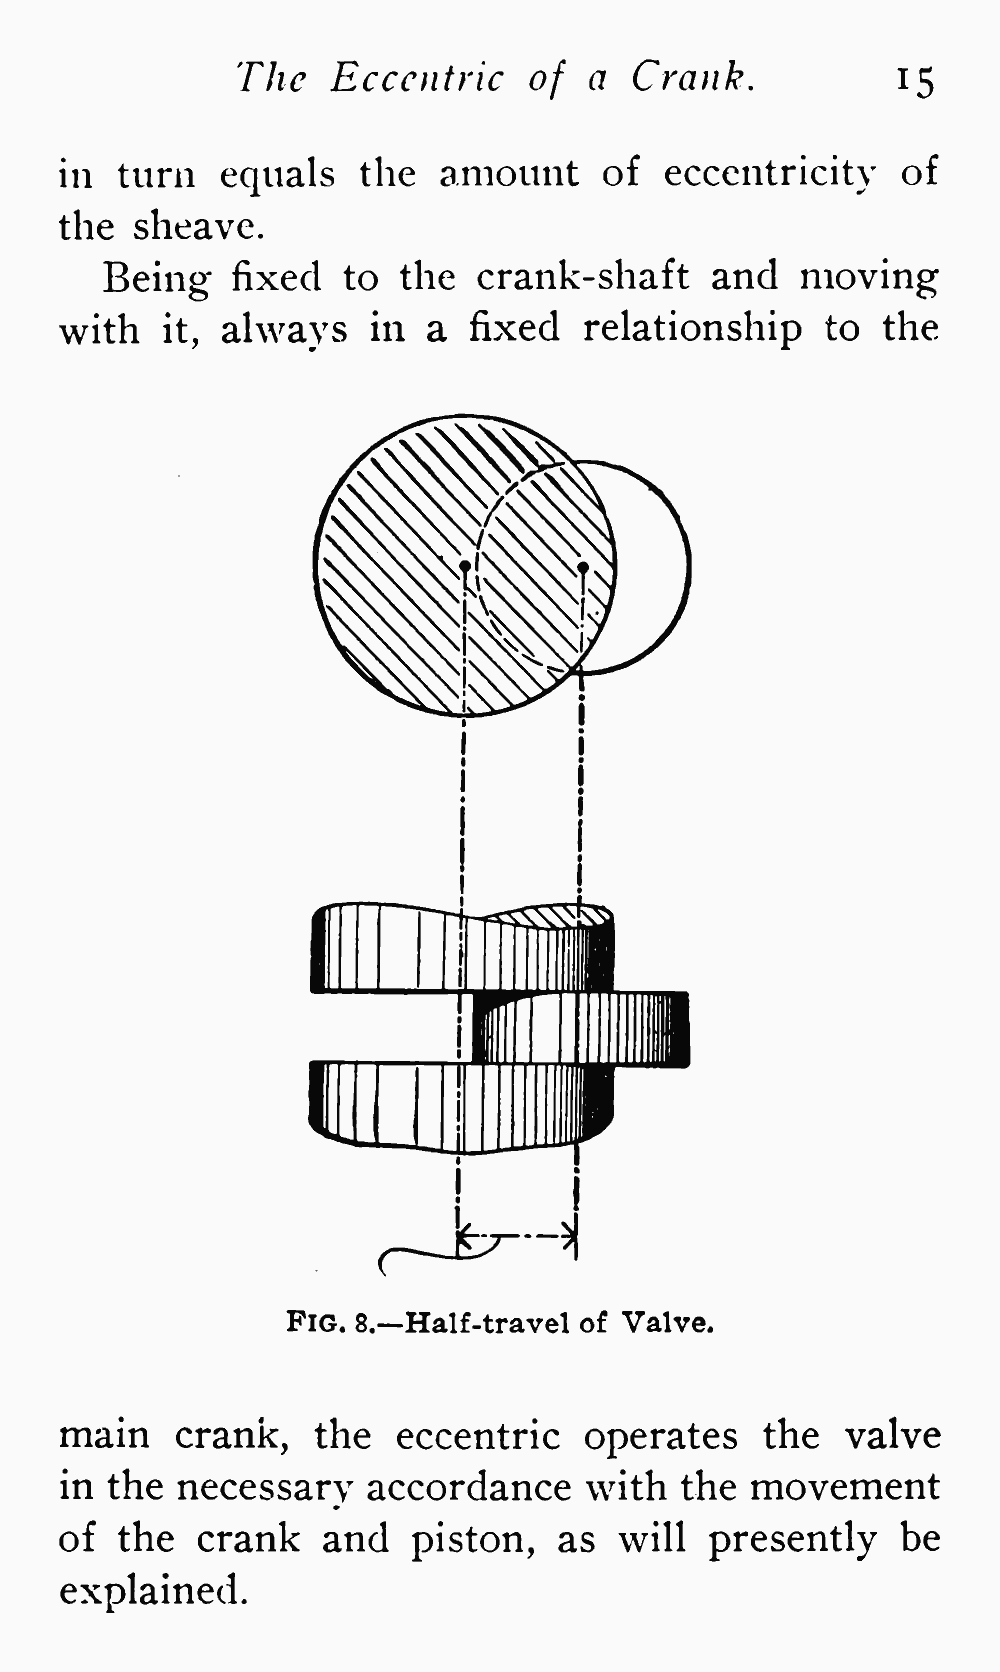 The Eccentric of a Crank. 15
in turn equals the amount of eccentricity of
the sheave.
Being fixed to the crank-shaft and moving
with it, always in a fixed relationship to the
FIG. 8.—Half-travel of Valve.
main crank, the eccentric operates the valve
in the necessary accordance with the movement
of the crank and piston, as will presently be
explained.